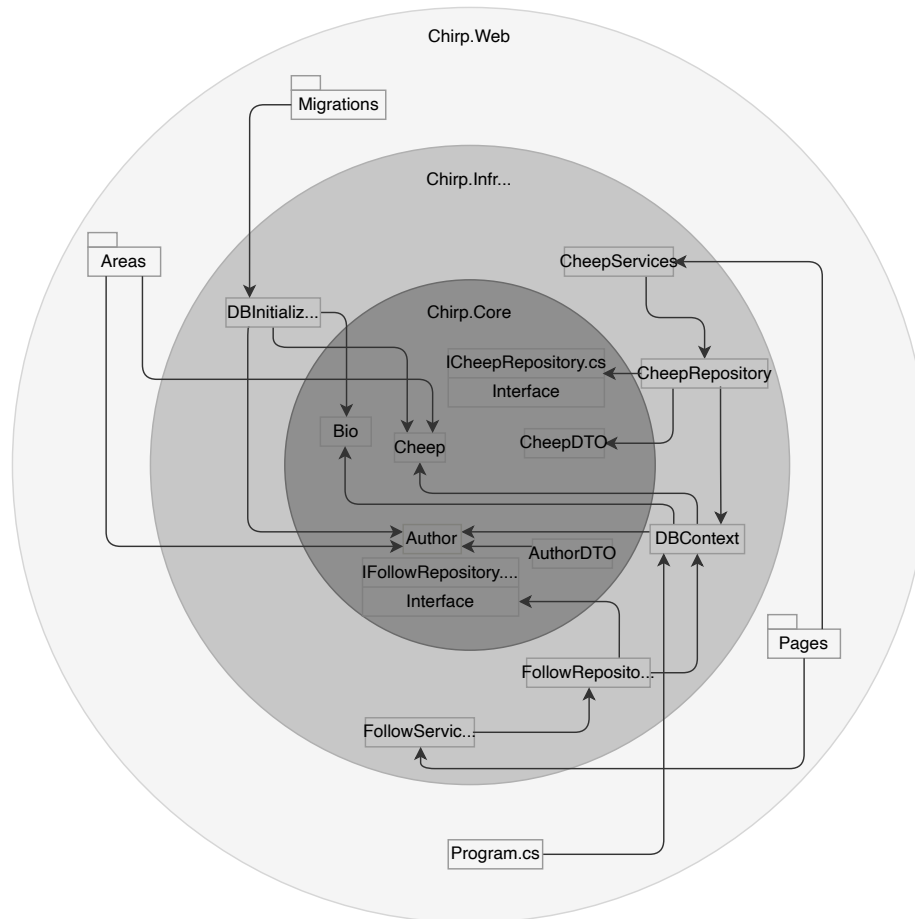 Chirp.Web
Migrations
Chirp.Infr...
Areas
CheepServices
DBInitializ...
Chirp.Core
ICheepRepository.cs
CheepRepository
Interface
Bio
CheepDTO
Cheep
Author
DBContext
AuthorDTO
IFollowRepository....
Interface
Pages
FollowReposito...
FollowServic...
Program.cs